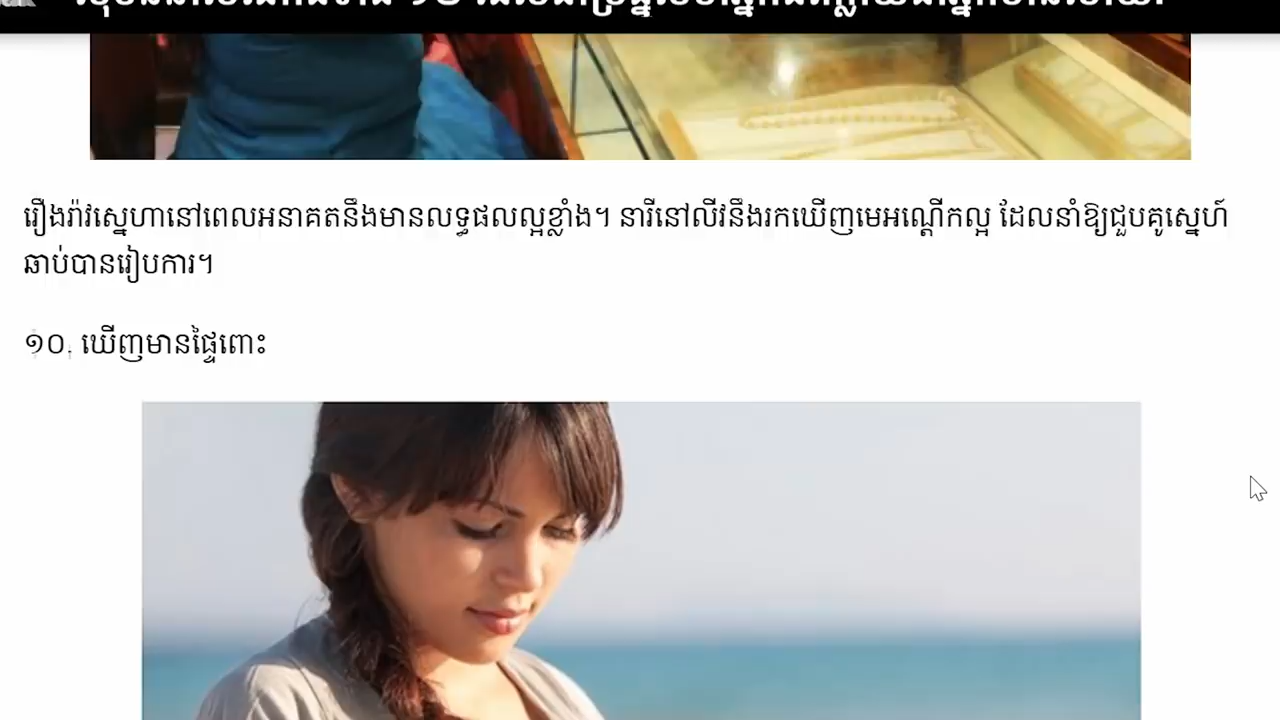 រឿងរ៉ាវស្នេហានៅពេលអនាគតនឹងមានលទ្ធផលល្អខ្លាំង។ នារីនៅលីវនឹងរកឃើញមេអណ្ដើកល្អ ដែលនាំឱ្យជួបគូស្នេហ៍
ឆាប់បានរៀបការ។
១០. ឃើញមានផ្ទៃពោះ